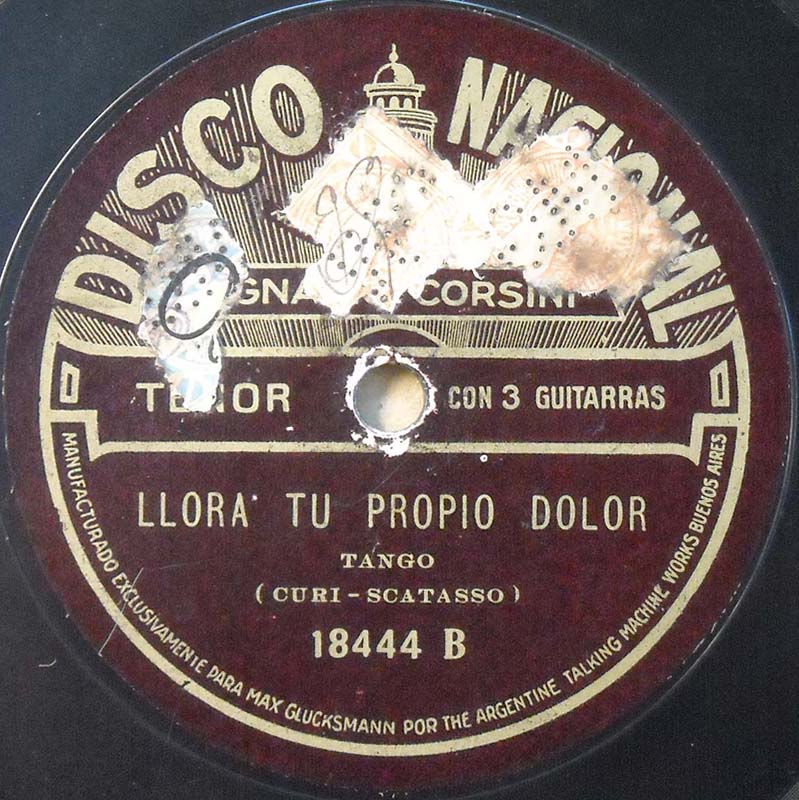 DISCO NACIONAL
CORSINI
TENOR CON 3 GUITARRAS
LLORA TU PROPIO DOLOR
TANGO
(CURI-SCATASSO)
18444 B
MANUFACTURADO EXCLUSIVAMENTE PARA MAX GLUCKSMANN POR THE ARGENTINE TALKING MACHINE WORKS BUENOS AIRES